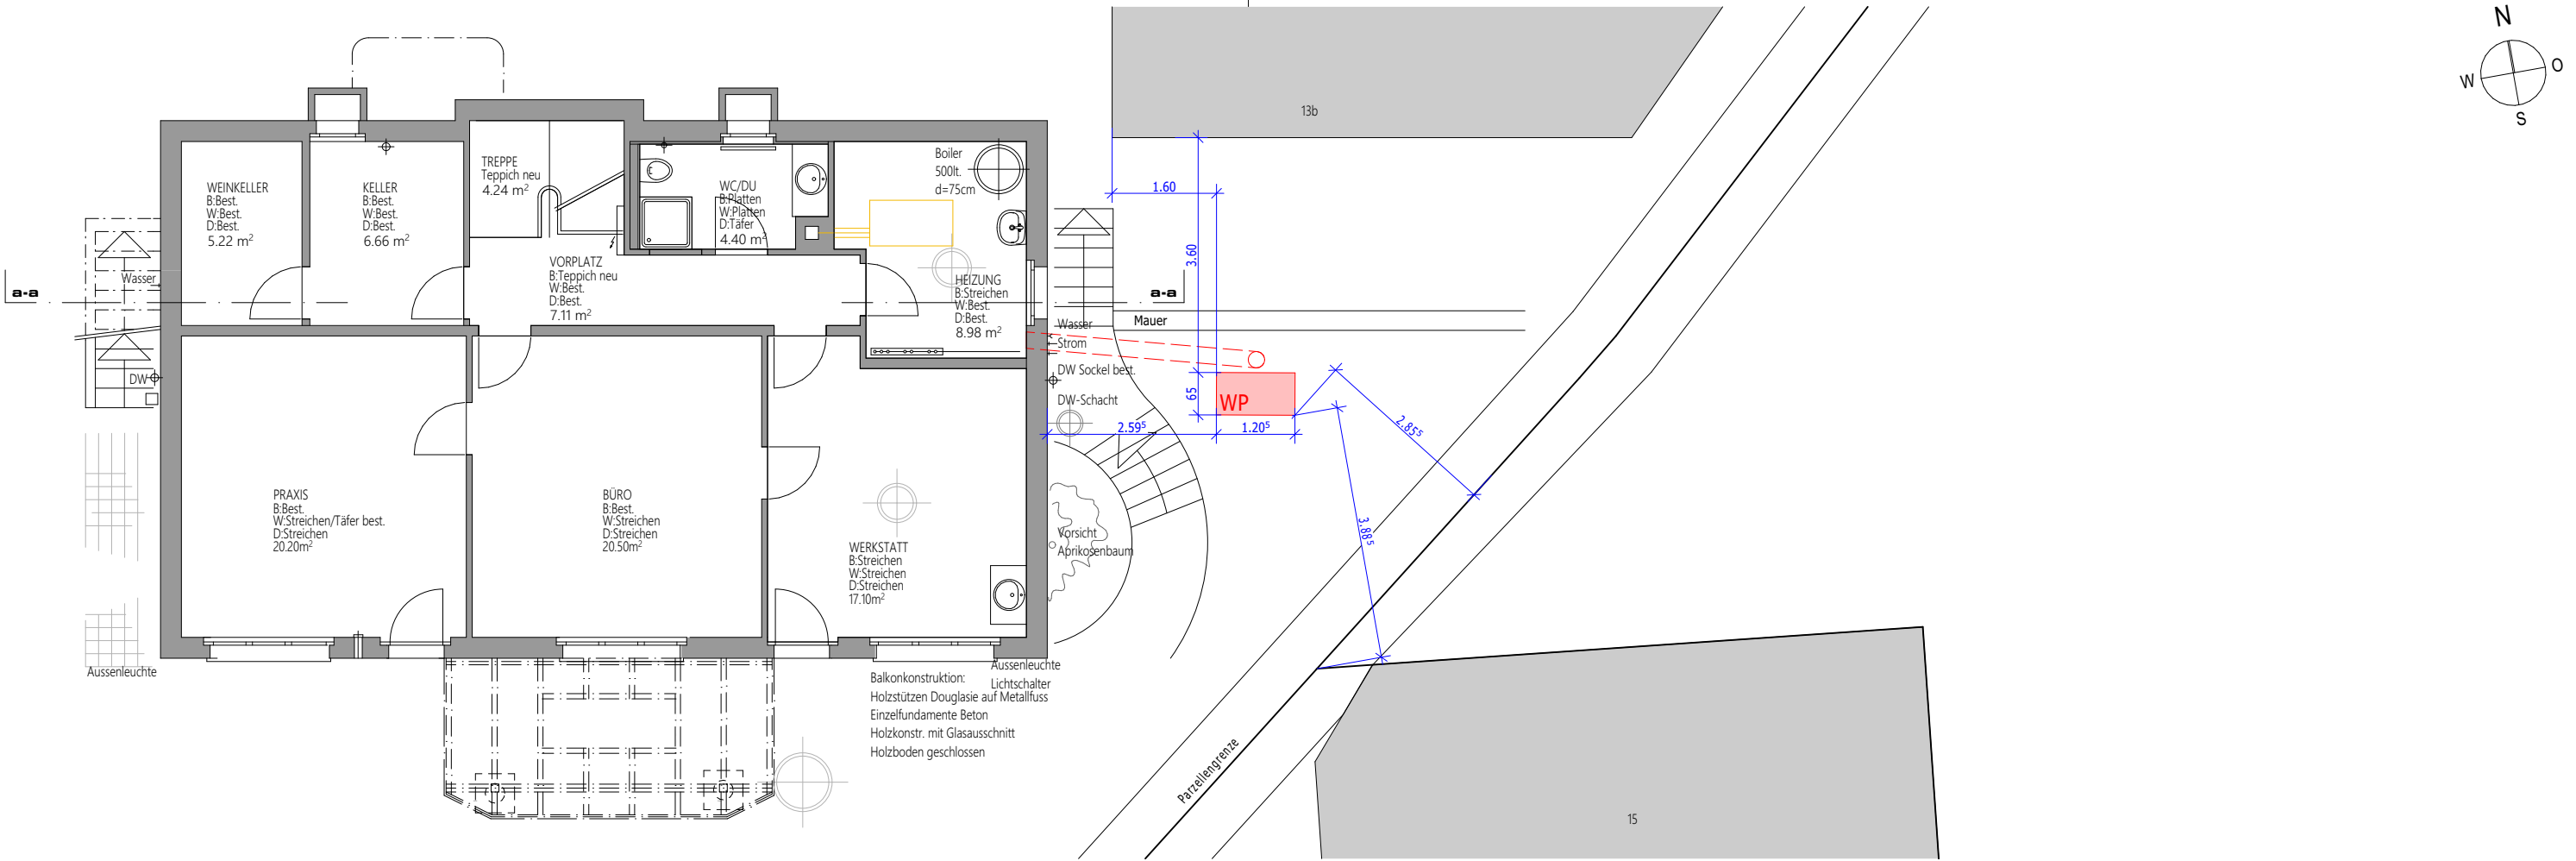 N
W
O
S
13b
WEINKELLER
B:Best.
W:Best.
D:Best.
5.22 m²
KELLER
B:Best.
W:Best.
D:Best.
6.66 m²
TREPPE
Teppich neu
4.24 m²
WC/DU
B:Platten
W:Platten
D:Täfer
4.40 m²
Boiler
500lt.
d=75cm
VORPLATZ
B:Teppich neu
W:Best.
D:Best.
7.11 m²
HEIZUNG
B:Streichen
W:Best.
D:Best.
8.98 m²
1.60
3.60
65
a-a
a-a
Wasser
DW
Mauer
Wasser
Strom
DW Sockel best.
DW-Schacht
WP
2.59⁵
1.20⁵
2.85⁵
3.88⁵
PRAXIS
B:Best.
W:Streichen/Täfer best.
D:Streichen
20.20m²
BÜRO
B:Best.
W:Streichen
D:Streichen
20.50m²
WERKSTATT
B:Streichen
W:Streichen
D:Streichen
17.10m²
Vorsicht
Aprikosenbaum
Aussenleuchte
Aussenleuchte
Lichtschalter
Balkonkonstruktion:
Holzstützen Douglasie auf Metallfuss
Einzelfundamente Beton
Holzkonstr. mit Glasausschnitt
Holzboden geschlossen
Parzellengrenze
15